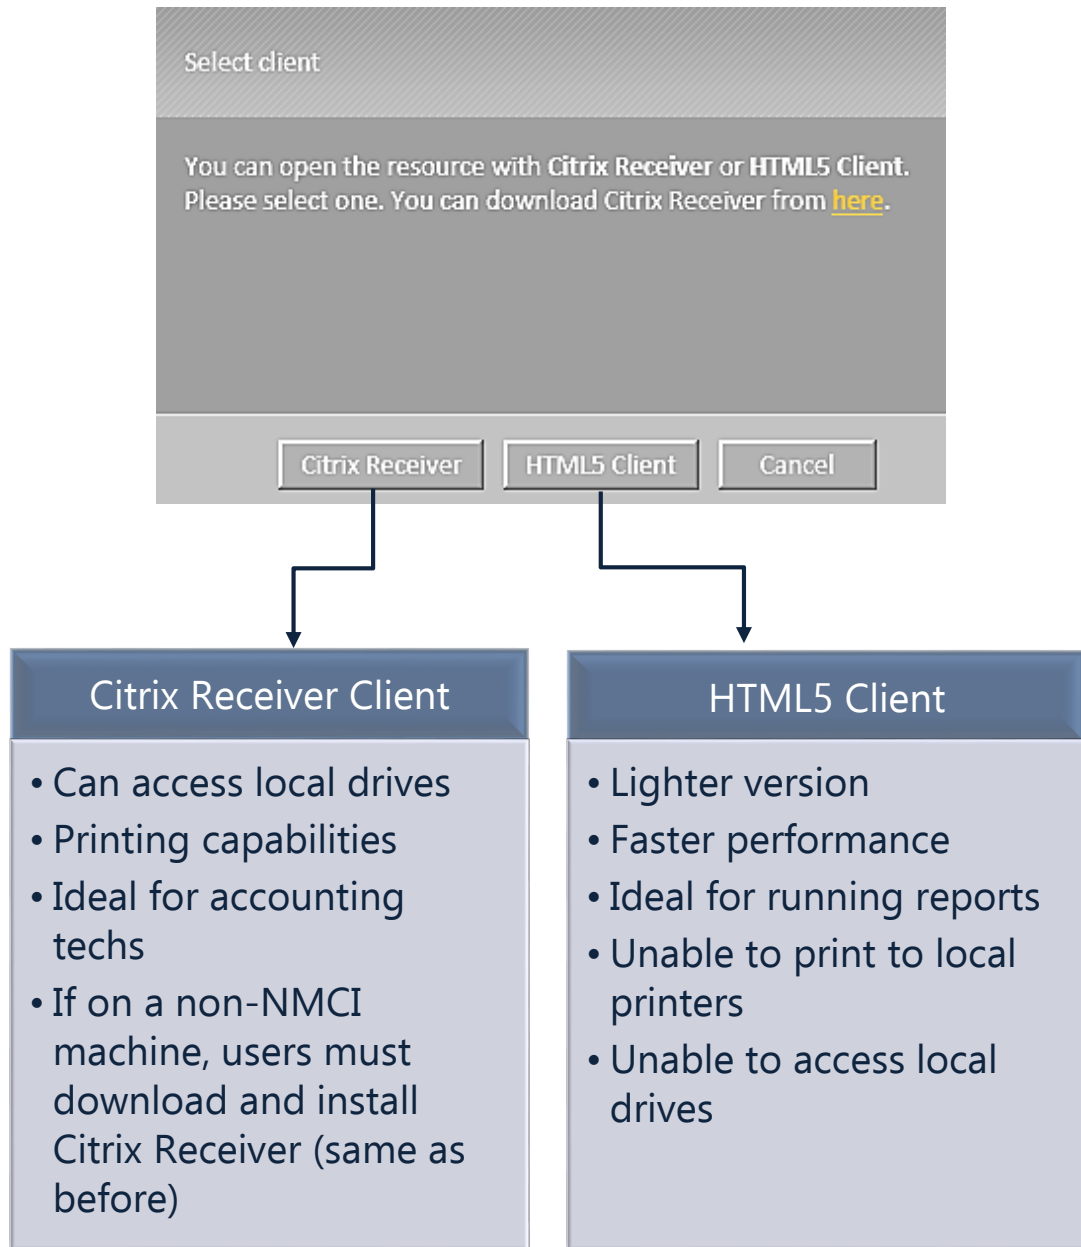 Select client
You can open the resource with Citrix Receiver or HTML5 Client.
Please select one. You can download Citrix Receiver from here.
Citrix Receiver
HTML5 Client
Cancel
Citrix Receiver Client
• Can access local drives
• Printing capabilities
• Ideal for accounting
techs
• If on a non-NMCI
machine, users must
download and install
Citrix Receiver (same as
before)
HTML5 Client
• Lighter version
• Faster performance
• Ideal for running reports
• Unable to print to local
printers
• Unable to access local
drives